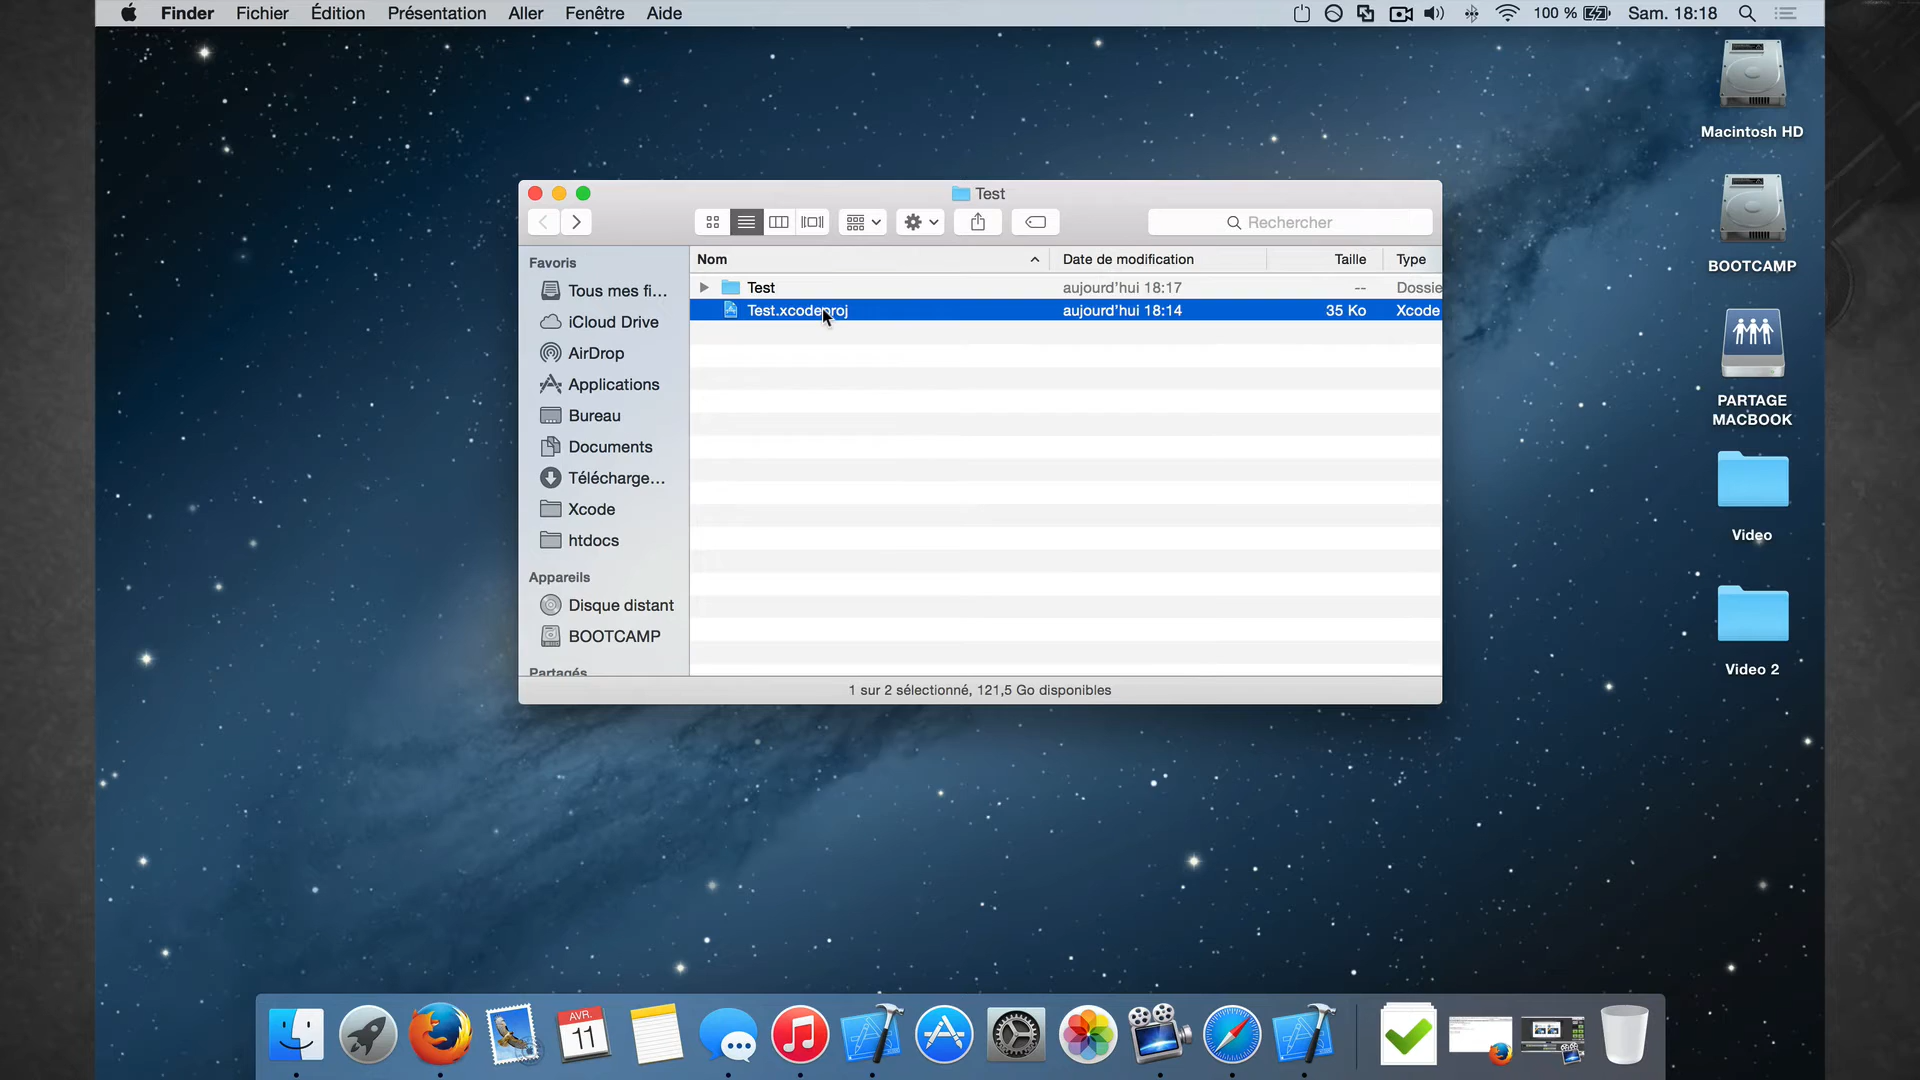 Finder Fichier Édition Présentation Aller Fenêtre Aide 100 % Sam. 18:18
Macintosh HD
BOOTCAMP
PARTAGE
MACBOOK
Video
Video 2
Test
Rechercher
Favoris
Tous mes fi...
iCloud Drive
AirDrop
Applications
Bureau
Documents
Télécharge...
Xcode
htdocs
Appareils
Disque distant
BOOTCAMP
Partagés
Nom Date de modification Taille Type
Test aujourd'hui 18:17 -- Dossie
Test.xcodeproj aujourd'hui 18:14 35 Ko Xcode
1 sur 2 sélectionné, 121,5 Go disponibles
AVR.
11